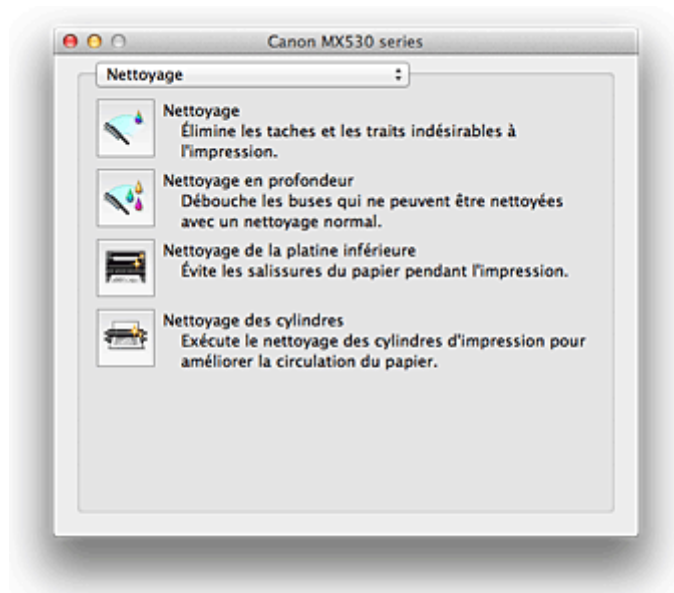 Canon MX530 series
Nettoyage
Nettoyage
Élimine les taches et les traits indésirables à
l'impression.
Nettoyage en profondeur
Débouche les buses qui ne peuvent être nettoyées
avec un nettoyage normal.
Nettoyage de la platine inférieure
Évite les salissures du papier pendant l'impression.
Nettoyage des cylindres
Exécute le nettoyage des cylindres d'impression pour
améliorer la circulation du papier.